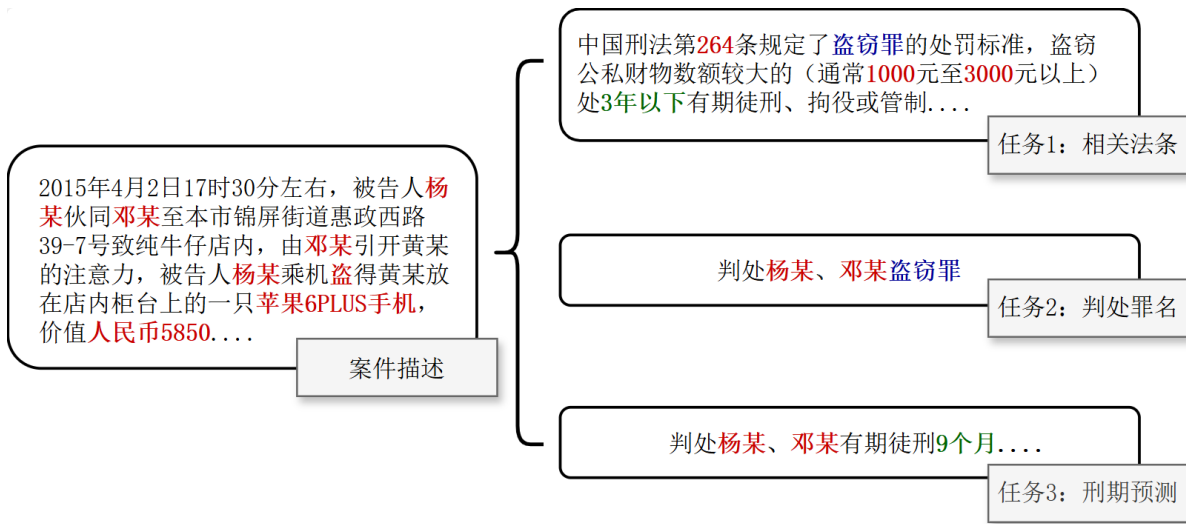 2015年4月2日17时30分左右，被告人杨
某伙同邓某至本市锦屏街道惠政西路
39-7号致纯牛仔店内，由邓某引开黄某
的注意力，被告人杨某乘机盗得黄某放
在店内柜台上的一只苹果6PLUS手机，
价值人民币5850....
案件描述
中国刑法第264条规定了盗窃罪的处罚标准，盗窃
公私财物数额较大的（通常1000元至3000元以上）
处3年以下有期徒刑、拘役或管制....
任务1：相关法条
判处杨某、邓某盗窃罪
任务2：判处罪名
判处杨某、邓某有期徒刑9个月....
任务3：刑期预测